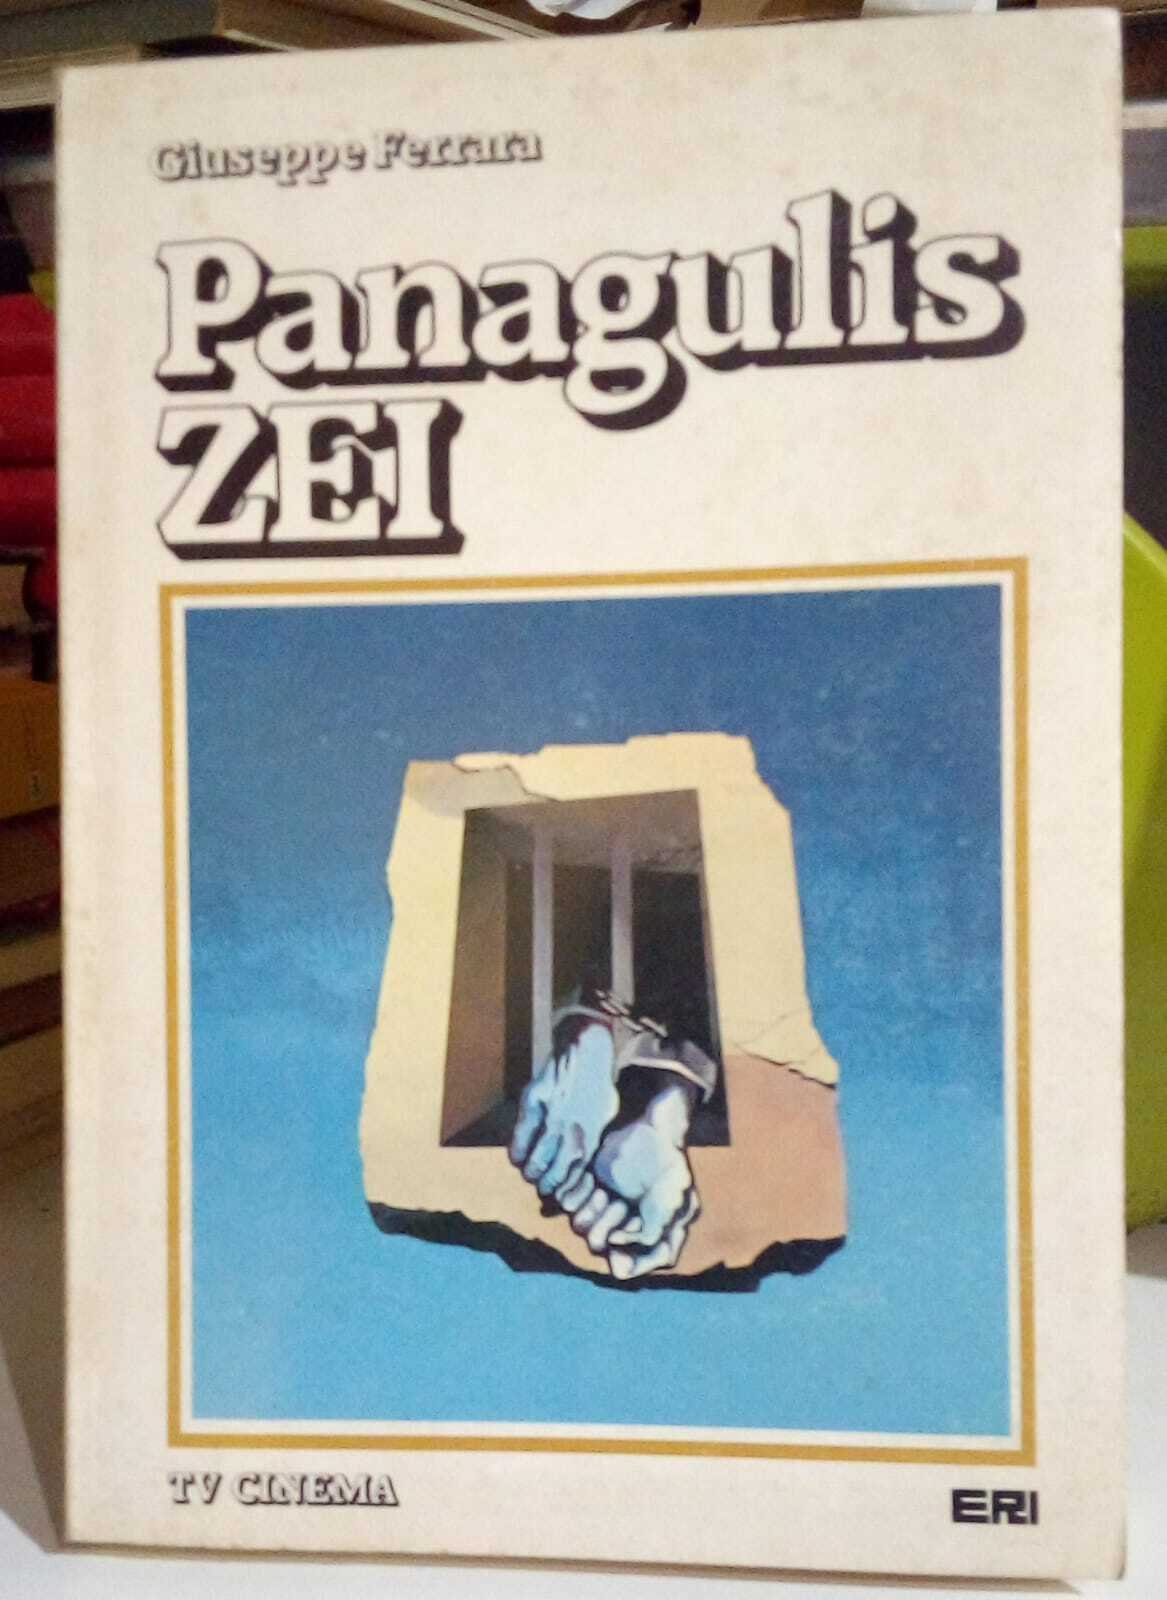 Giuseppe Ferrara
Panagulis
ZEI
TV CINEMA
ERI